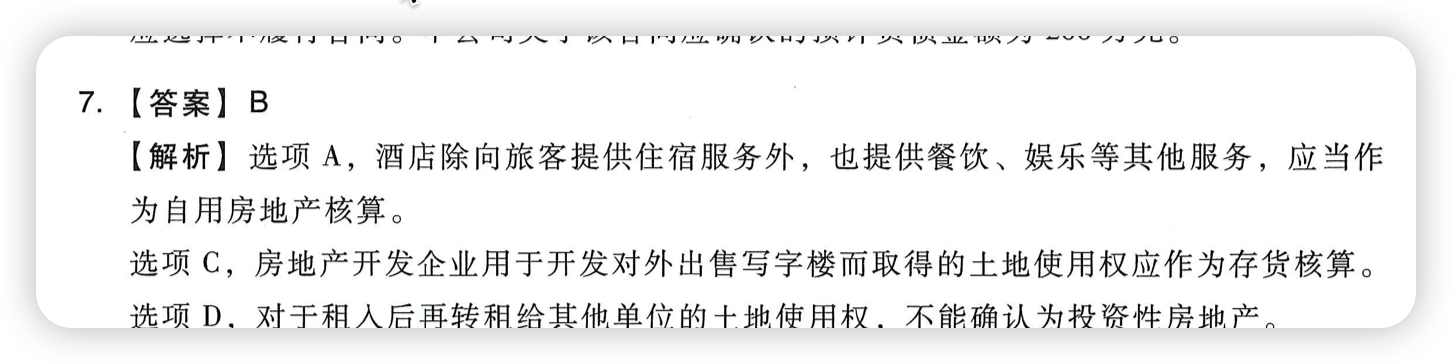 7. 【答案】 B
【解析】选项 A，酒店除向旅客提供住宿服务外，也提供餐饮、娱乐等其他服务，应当作
为自用房地产核算。
选项 C，房地产开发企业用于开发对外出售写字楼而取得的土地使用权应作为存货核算。
选项 D，对于租入后再转租给其他单位的土地使用权，不能确认为投资性房地产。